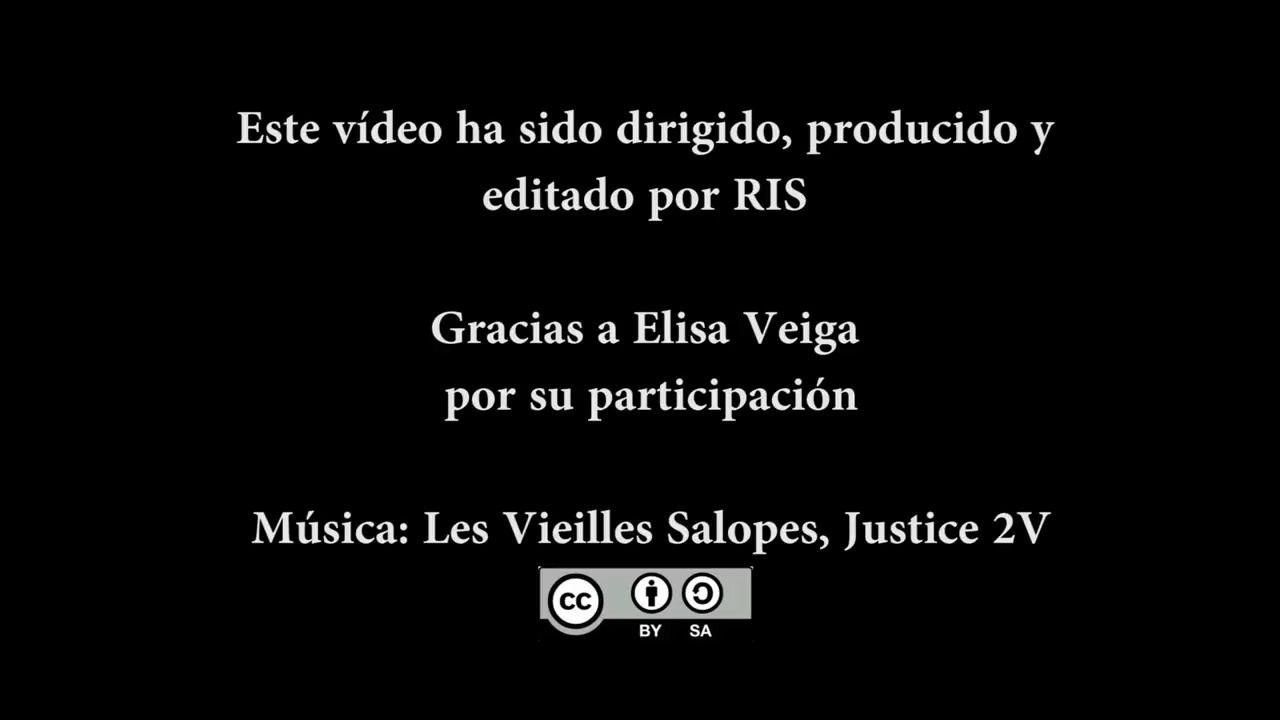 Este vídeo ha sido dirigido, producido y
editado por RIS
Gracias a Elisa Veiga
por su participación
Música: Les Vieilles Salopes, Justice 2V
CC BY SA